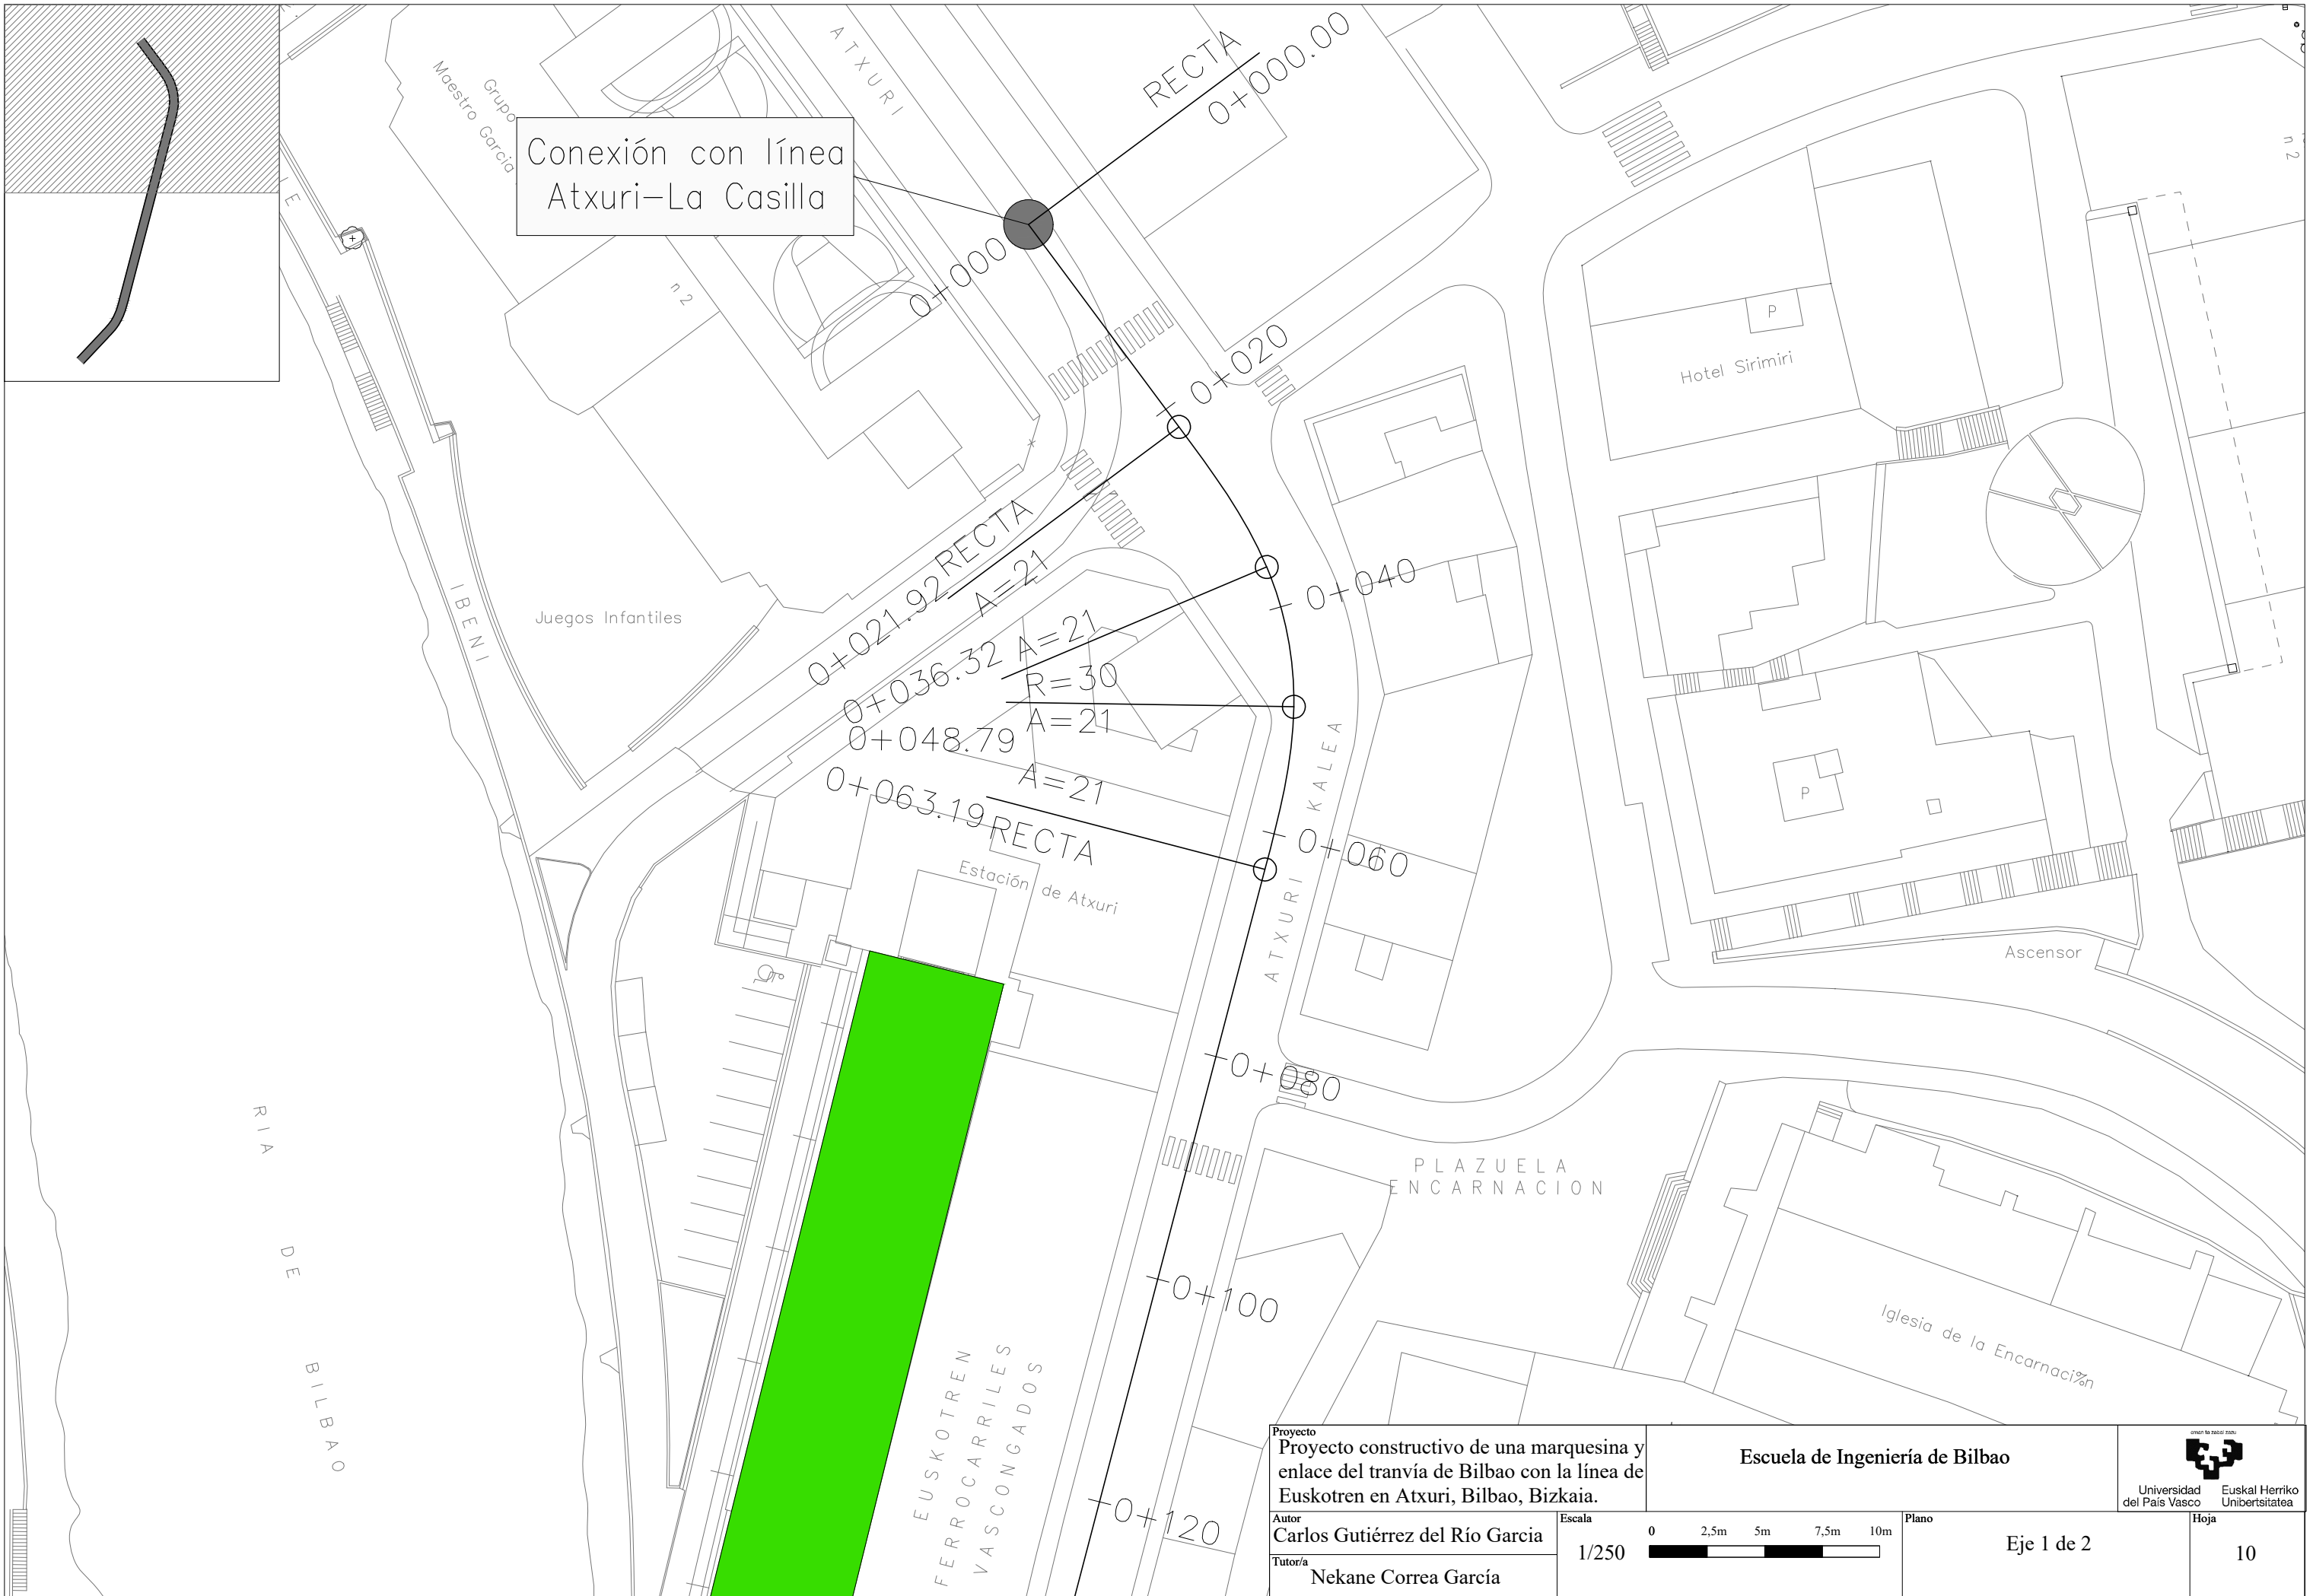 ATXURI
RECTA
0+000.00
Grupo
Maestro Garcia
Conexión con línea
Atxuri-La Casilla
n 2
n 2
0+000
0+020
P
Hotel Sirimiri
IBENI
Juegos Infantiles
RECTA
0+021.92
A=21
0+040
A=21
0+036.32
R=30
A=21
0+048.79
A=21
0+063.19
RECTA
0+060
P
ATXURI KALEA
Estación de Atxuri
Ascensor
0+080
RIA DE BILBAO
PLAZUELA
ENCARNACION
0+100
Iglesia de la Encarnaci%n
EUSKOTREN
FERROCARRILES
VASCONGADOS
0+120
Proyecto
Proyecto constructivo de una marquesina y
enlace del tranvía de Bilbao con la línea de
Euskotren en Atxuri, Bilbao, Bizkaia.
Escuela de Ingeniería de Bilbao
Universidad
del País Vasco
Euskal Herriko
Unibertsitatea
Autor
Carlos Gutiérrez del Río Garcia
Tutor/a
Nekane Correa García
Escala
1/250
0 2,5m 5m 7,5m 10m
Plano
Eje 1 de 2
Hoja
10